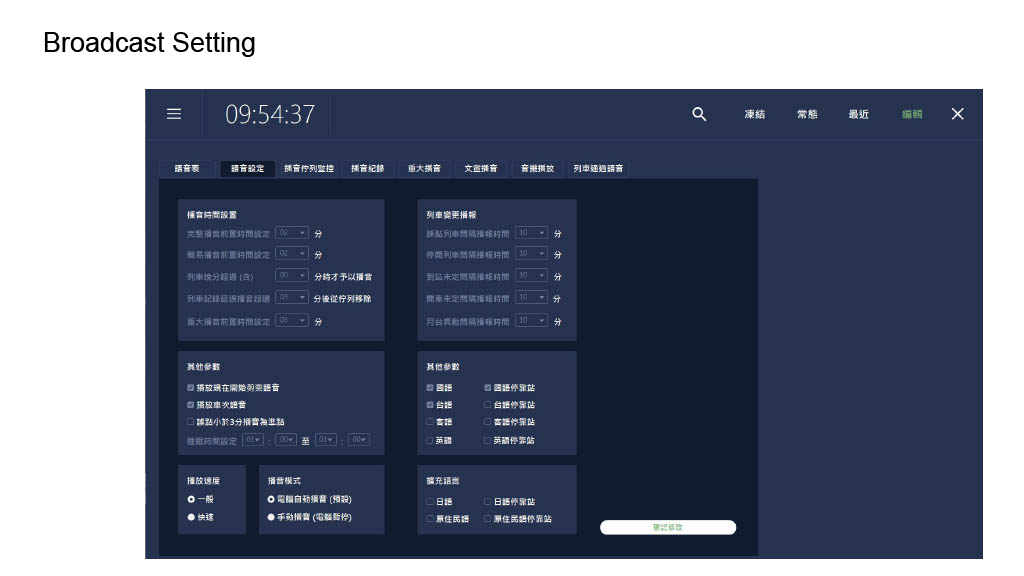 Broadcast Setting
09:54:37
凍結 常態 最近 編輯
語音表 語音設定 播音佇列監控 播音紀錄 重大播音 文宣播音 音樂播放 列車通過語音
播音時間設置
完整播音前置時間設定 02 分
簡易播音前置時間設定 02 分
列車晚分超過 (含) 00 分時才予以播音
列車記錄延誤播音超過 03 分後從佇列移除
重大播音前置時間設定 03 分
列車變更播報
誤點列車間隔播報時間 10 分
停開列車間隔播報時間 10 分
到站未定間隔播報時間 10 分
開車未定間隔播報時間 10 分
月台異動間隔播報時間 10 分
其他參數
播放現在開始剪票語音
播放車次語音
誤點小於3分播音為準點
睡眠時間設定 01 : 00 至 01 : 00
其他參數
國語 國語停靠站
台語 台語停靠站
客語 客語停靠站
英語 英語停靠站
播放速度
一般
快速
播音模式
電腦自動播音 (預設)
手動播音 (電腦暫停)
擴充語言
日語 日語停靠站
原住民語 原住民語停靠站
確認修改